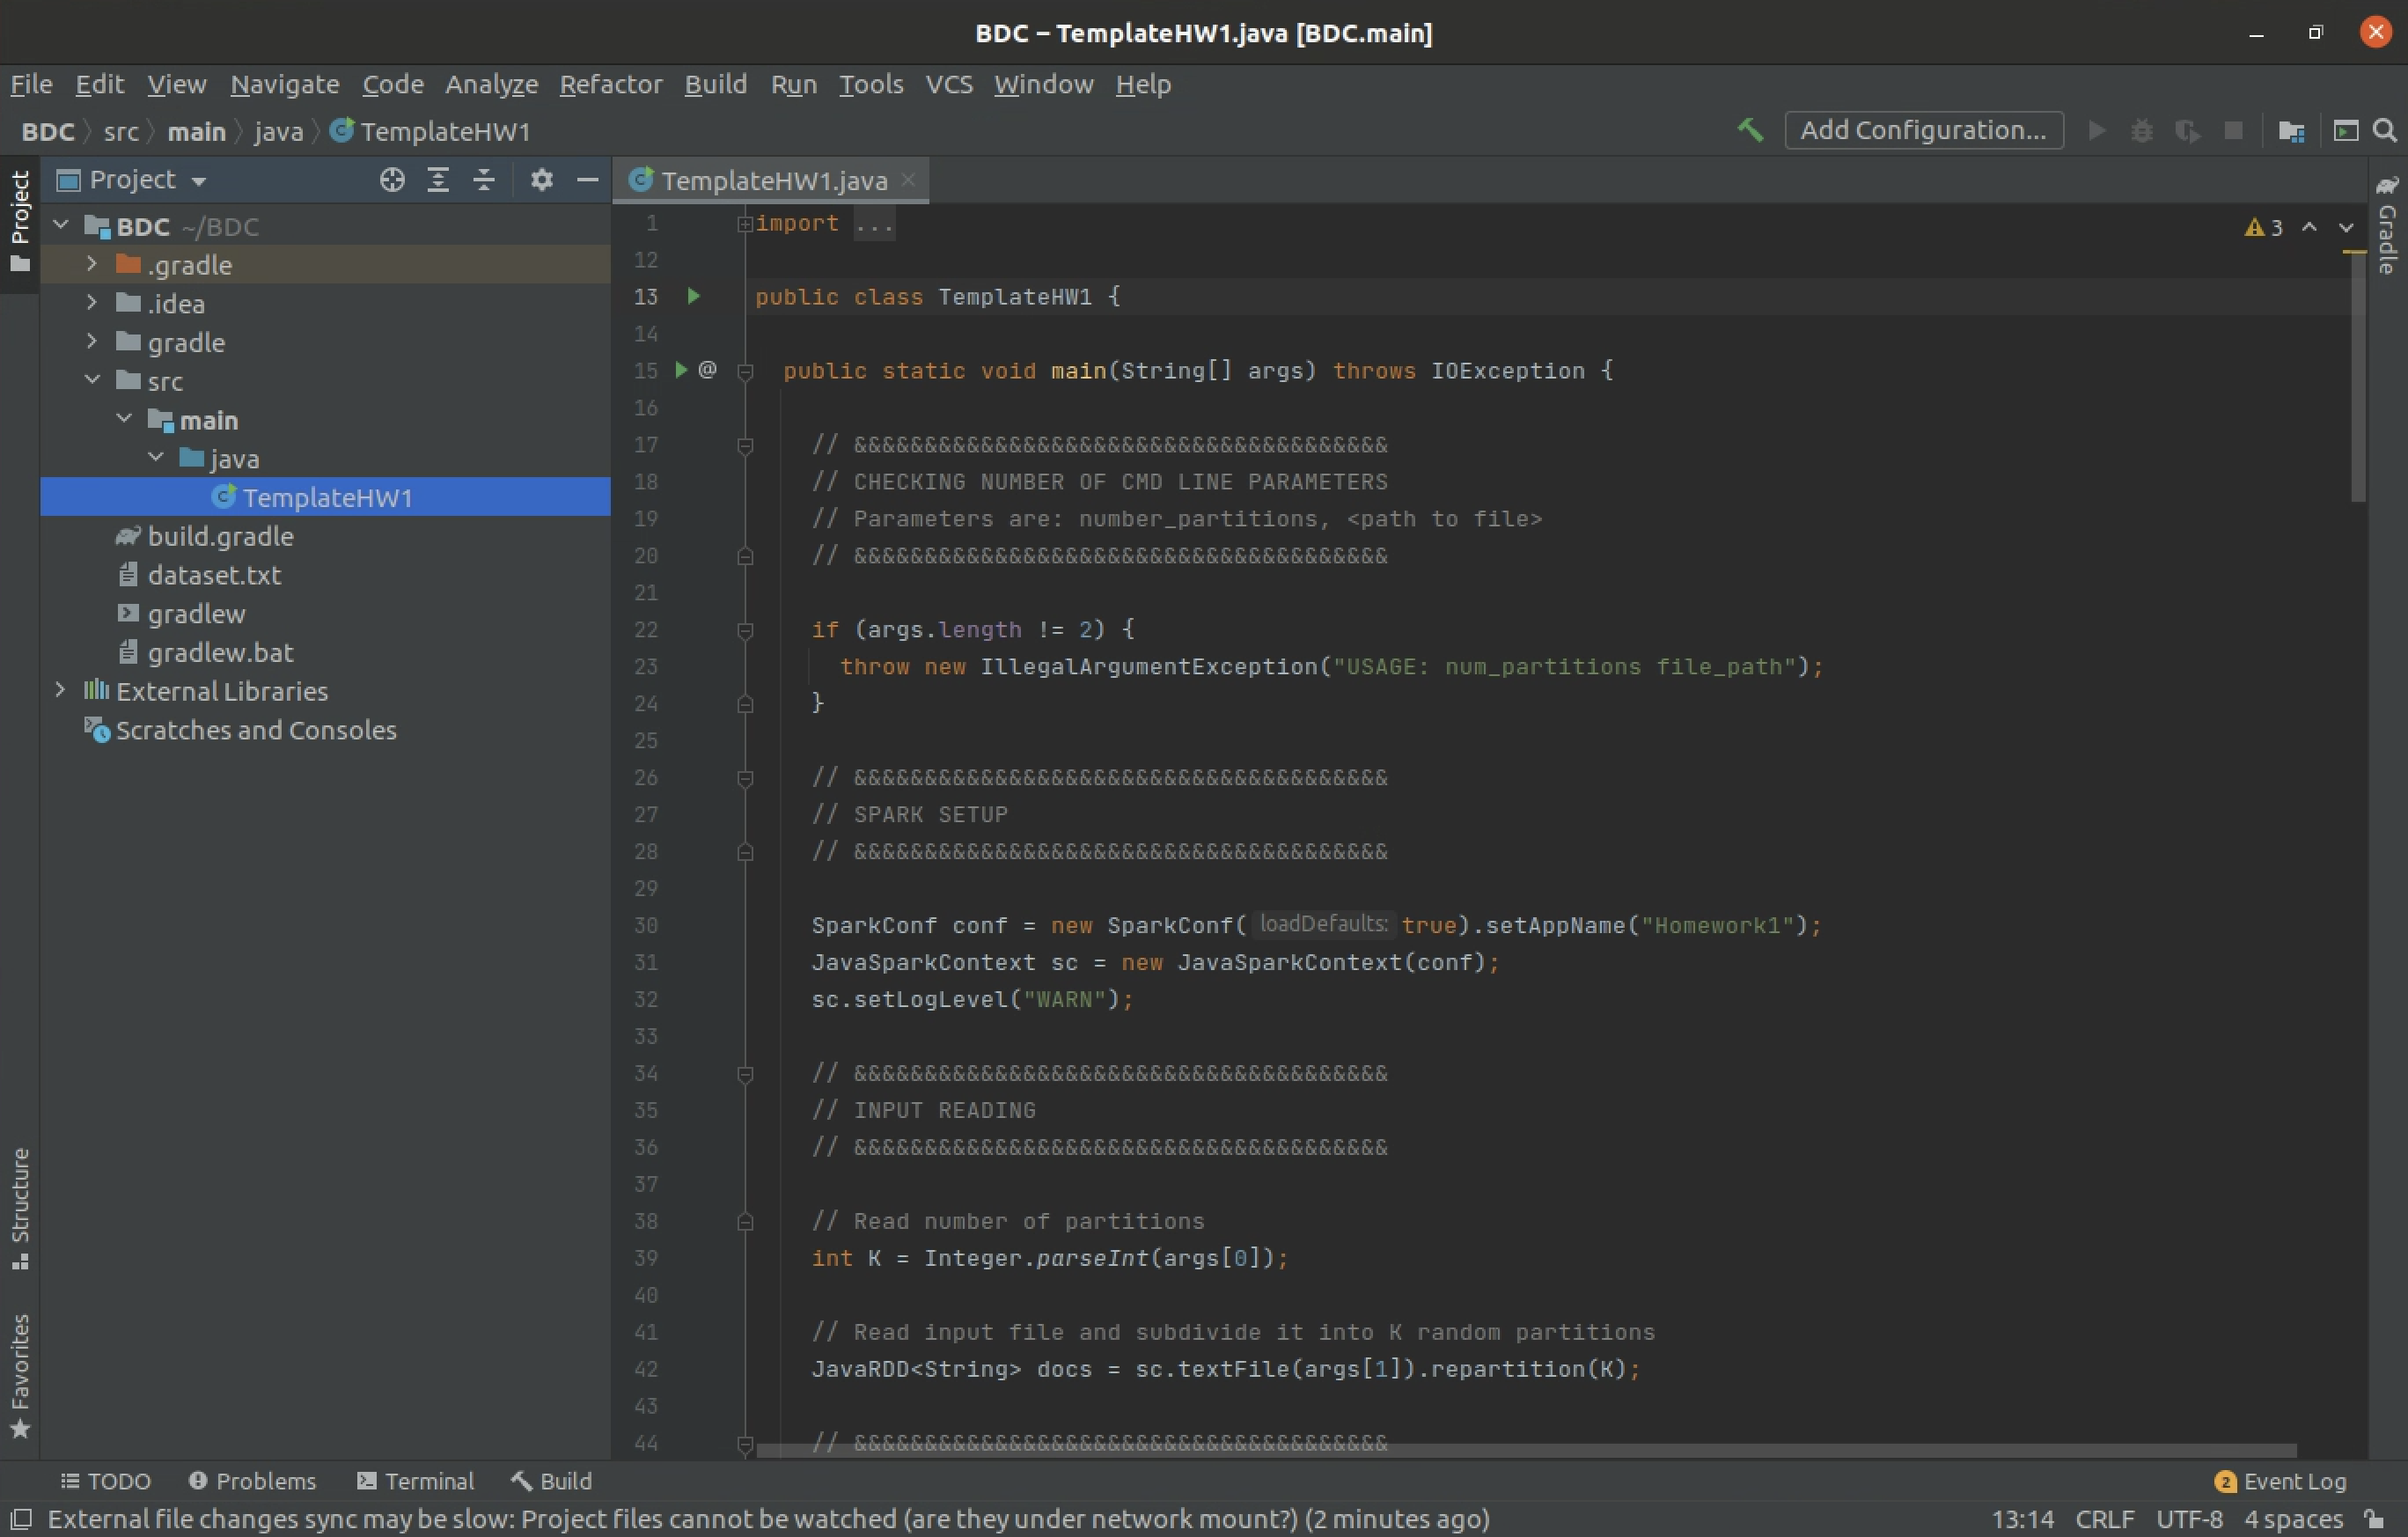 BDC – TemplateHW1.java [BDC.main]
File Edit View Navigate Code Analyze Refactor Build Run Tools VCS Window Help
BDC src main java TemplateHW1 Add Configuration...
Project
Project
TemplateHW1.java
Gradle
BDC ~/BDC
.gradle
.idea
gradle
src
main
java
TemplateHW1
build.gradle
dataset.txt
gradlew
gradlew.bat
External Libraries
Scratches and Consoles
Structure
Favorites
3
1 import ...
12
13 public class TemplateHW1 {
14
15 @ public static void main(String[] args) throws IOException {
16
17 // &&&&&&&&&&&&&&&&&&&&&&&&&&&&&&&&&&&&&&
18 // CHECKING NUMBER OF CMD LINE PARAMETERS
19 // Parameters are: number_partitions, <path to file>
20 // &&&&&&&&&&&&&&&&&&&&&&&&&&&&&&&&&&&&&&
21
22 if (args.length != 2) {
23 throw new IllegalArgumentException("USAGE: num_partitions file_path");
24 }
25
26 // &&&&&&&&&&&&&&&&&&&&&&&&&&&&&&&&&&&&&&
27 // SPARK SETUP
28 // &&&&&&&&&&&&&&&&&&&&&&&&&&&&&&&&&&&&&&
29
30 SparkConf conf = new SparkConf( loadDefaults: true).setAppName("Homework1");
31 JavaSparkContext sc = new JavaSparkContext(conf);
32 sc.setLogLevel("WARN");
33
34 // &&&&&&&&&&&&&&&&&&&&&&&&&&&&&&&&&&&&&&
35 // INPUT READING
36 // &&&&&&&&&&&&&&&&&&&&&&&&&&&&&&&&&&&&&&
37
38 // Read number of partitions
39 int K = Integer.parseInt(args[0]);
40
41 // Read input file and subdivide it into K random partitions
42 JavaRDD<String> docs = sc.textFile(args[1]).repartition(K);
43
44 // &&&&&&&&&&&&&&&&&&&&&&&&&&&&&&&&&&&&&&
TODO Problems Terminal Build 2 Event Log
External file changes sync may be slow: Project files cannot be watched (are they under network mount?) (2 minutes ago) 13:14 CRLF UTF-8 4 spaces